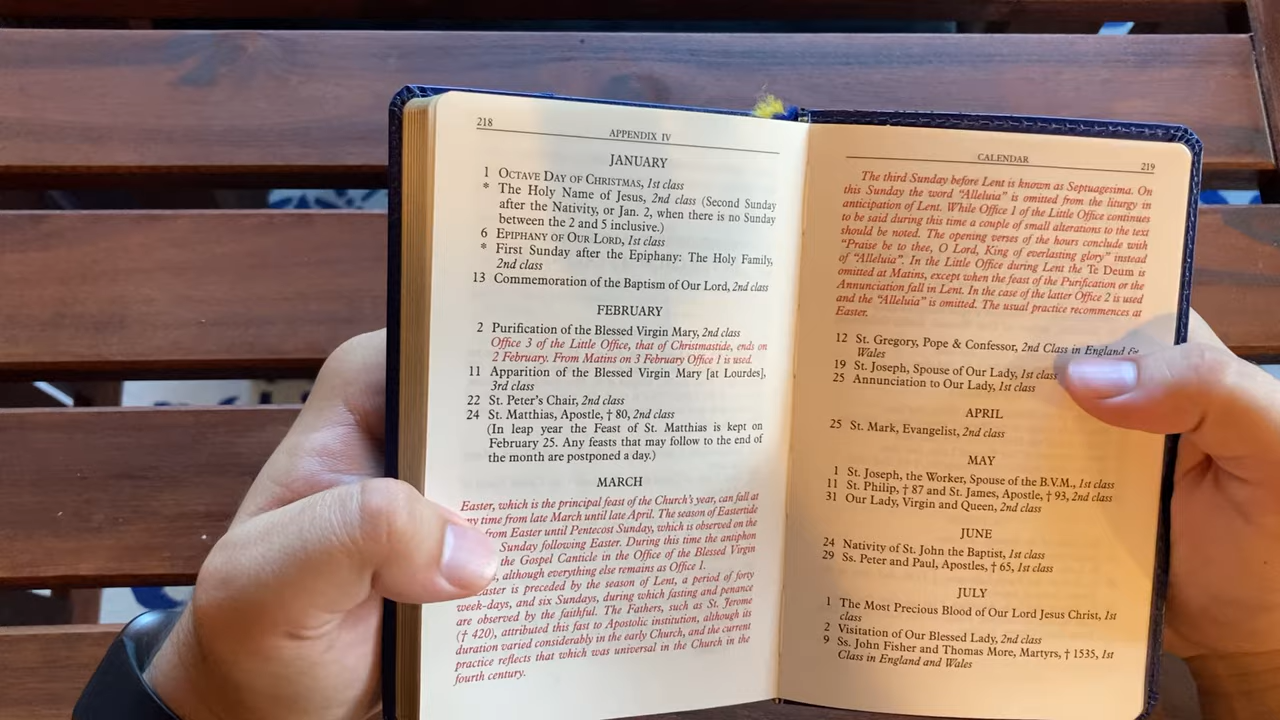 218
APPENDIX IV
JANUARY
1 OCTAVE DAY OF CHRISTMAS, 1st class
* The Holy Name of Jesus, 2nd class (Second Sunday
after the Nativity, or Jan. 2, when there is no Sunday
between the 2 and 5 inclusive.)
6 EPIPHANY OF OUR LORD, 1st class
* First Sunday after the Epiphany: The Holy Family,
2nd class
13 Commemoration of the Baptism of Our Lord, 2nd class
FEBRUARY
2 Purification of the Blessed Virgin Mary, 2nd class
Office 3 of the Little Office, that of Christmastide, ends on
2 February. From Matins on 3 February Office 1 is used.
11 Apparition of the Blessed Virgin Mary [at Lourdes],
3rd class
22 St. Peter's Chair, 2nd class
24 St. Matthias, Apostle, † 80, 2nd class
(In leap year the Feast of St. Matthias is kept on
February 25. Any feasts that may follow to the end of
the month are postponed a day.)
MARCH
Easter, which is the principal feast of the Church's year, can fall at
time from late March until late April. The season of Eastertide
from Easter until Pentecost Sunday, which is observed on the
Sunday following Easter. During this time the antiphon
the Gospel Canticle in the Office of the Blessed Virgin
, although everything else remains as Office 1.
is preceded by the season of Lent, a period of forty
week-days, and six Sundays, during which fasting and penance
are observed by the faithful. The Fathers, such as St. Jerome
(† 420), attributed this fast to Apostolic institution, although its
duration varied considerably in the early Church, and the current
practice reflects that which was universal in the Church in the
fourth century.
CALENDAR
219
The third Sunday before Lent is known as Septuagesima. On
this Sunday the word "Alleluia" is omitted from the liturgy in
anticipation of Lent. While Office 1 of the Little Office continues
to be said during this time a couple of small alterations to the text
should be noted. The opening verses of the hours conclude with
"Praise be to thee, O Lord, King of everlasting glory" instead
of "Alleluia". In the Little Office during Lent the Te Deum is
omitted at Matins, except when the feast of the Purification or the
Annunciation fall in Lent. In the case of the latter Office 2 is used
and the "Alleluia" is omitted. The usual practice recommences at
Easter.
12 St. Gregory, Pope & Confessor, 2nd Class in England &
Wales
19 St. Joseph, Spouse of Our Lady, 1st class
25 Annunciation to Our Lady, 1st class
APRIL
25 St. Mark, Evangelist, 2nd class
MAY
1 St. Joseph, the Worker, Spouse of the B.V.M., 1st class
11 St. Philip, † 87 and St. James, Apostle, † 93, 2nd class
31 Our Lady, Virgin and Queen, 2nd class
JUNE
24 Nativity of St. John the Baptist, 1st class
29 Ss. Peter and Paul, Apostles, † 65, 1st class
JULY
1 The Most Precious Blood of Our Lord Jesus Christ, 1st
class
2 Visitation of Our Blessed Lady, 2nd class
9 Ss. John Fisher and Thomas More, Martyrs, † 1535, 1st
Class in England and Wales